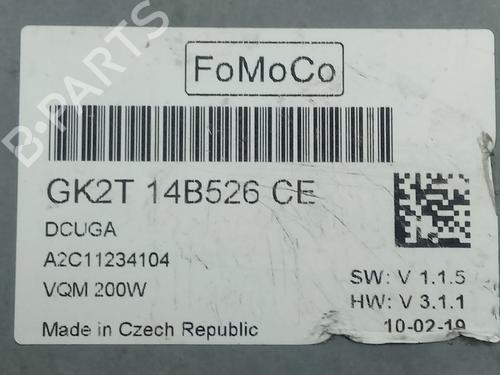 FoMoCo
GK2T 14B526 CE
DCUGA
A2C11234104
VQM 200W
Made in Czech Republic
SW: V 1.1.5
HW: V 3.1.1
10-02-19
B-PARTS